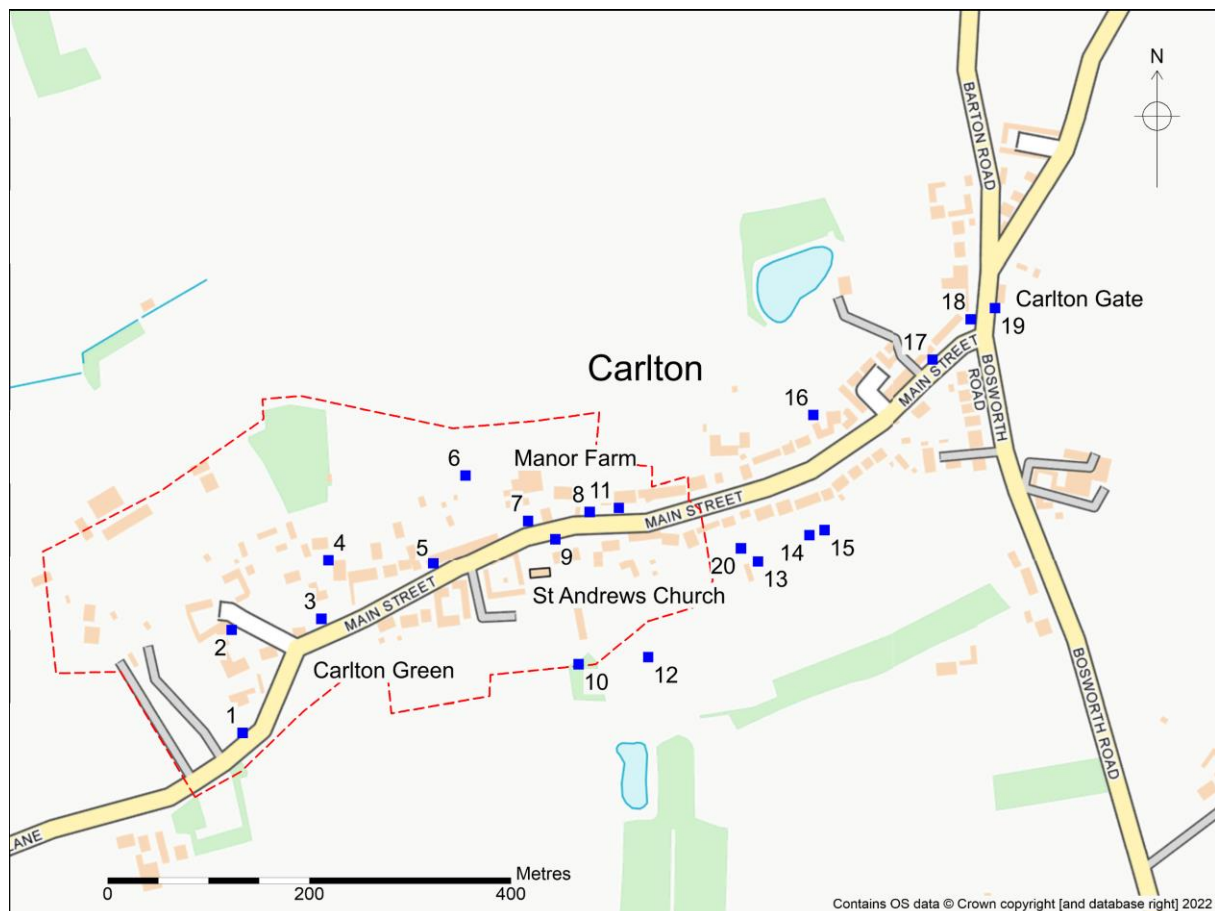 N
BARTON ROAD
18
19
Carlton Gate
17
MAIN STREET
Carlton
BOSWORTH
ROAD
16
6
Manor Farm
8
11
7
MAIN STREET
9
5
4
20
13
14
15
St Andrews Church
3
MAIN STREET
2
Carlton Green
10
12
1
BOSWORTH ROAD
LANE
Metres
0
200
400
Contains OS data © Crown copyright [and database right] 2022